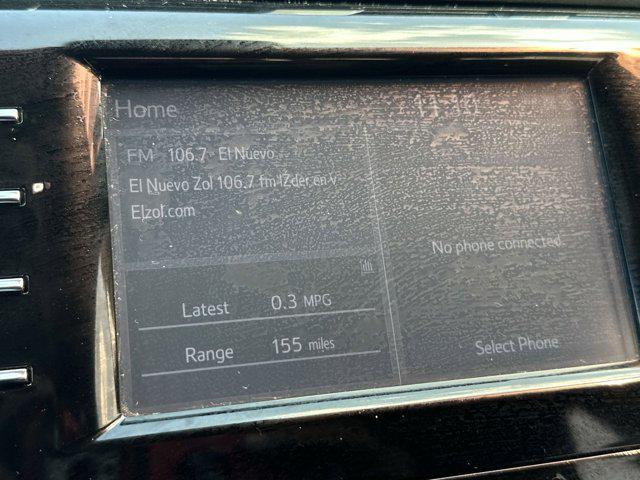 Home
FM 106.7 El Nuevo
El Nuevo Zol 106.7 fm !Zder en v
Elzol.com
No phone connected.
Latest 0.3 MPG
Range 155 miles
Select Phone